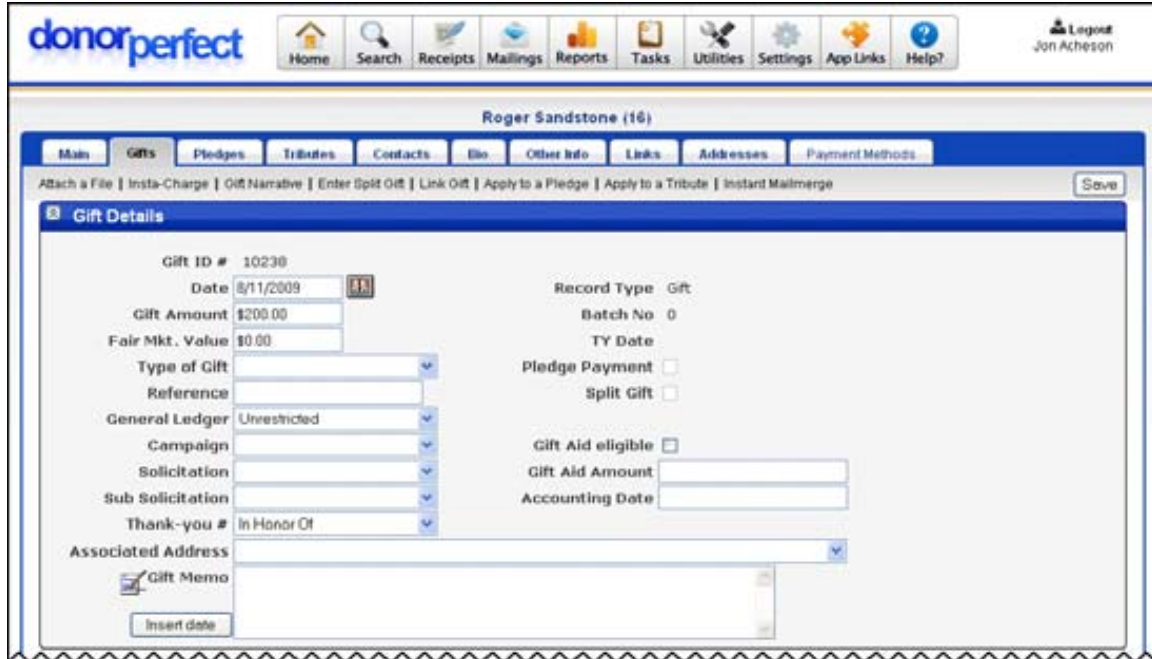 donorperfect
Home Search Receipts Mailings Reports Tasks Utilities Settings App Links Help?
Logout
Jon Acheson
Roger Sandstone (16)
Main Gifts Pledges Tributes Contacts Bio Other Info Links Addresses Payment Methods
Attach a File | Insta-Charge | Gift Narrative | Enter Split Gift | Link Gift | Apply to a Pledge | Apply to a Tribute | Instant Mailmerge Save
Gift Details
Gift ID # 10238
Date 8/11/2009 Record Type Gift
Gift Amount $200.00 Batch No 0
Fair Mkt. Value $0.00 TY Date
Type of Gift Pledge Payment
Reference Split Gift
General Ledger Unrestricted
Campaign Gift Aid eligible
Solicitation Gift Aid Amount
Sub Solicitation Accounting Date
Thank-you # In Honor Of
Associated Address
Gift Memo
Insert date